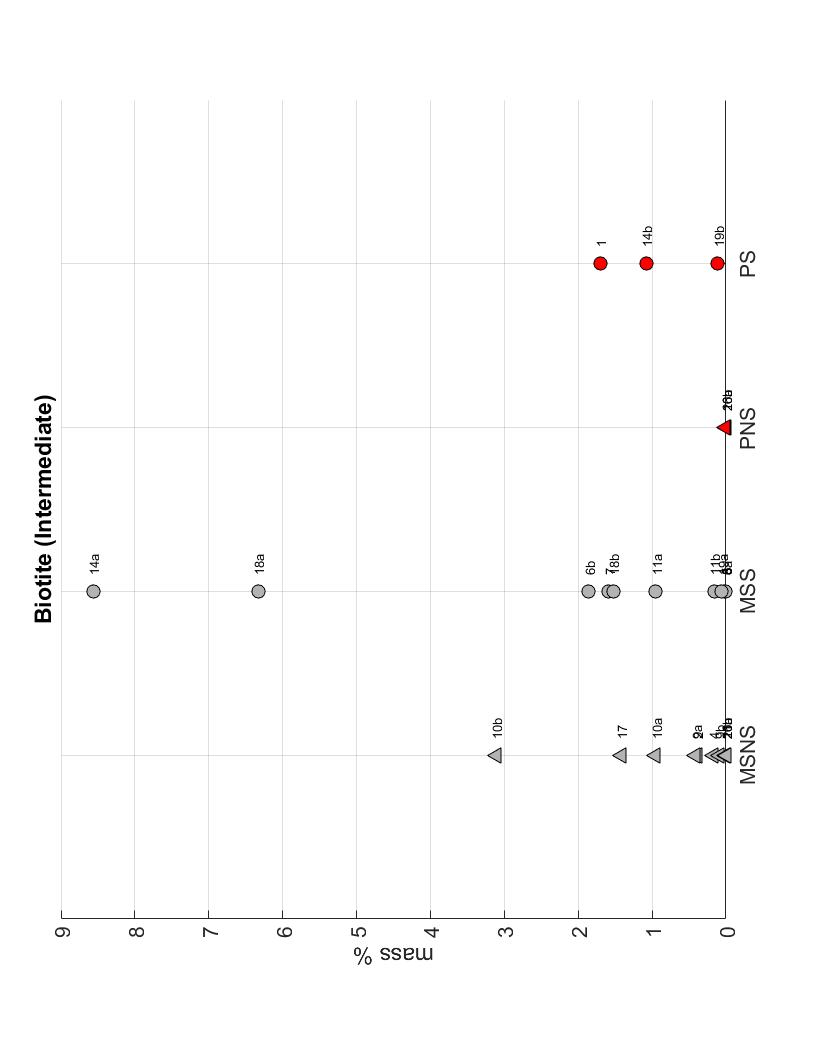 Biotite (Intermediate)
9
8
7
6
5
4
3
2
1
0
mass %
14a
18a
10b
6b
7
18b
17
1
14b
10a
11a
11b
19b
4
MSNS
MSS
PNS
PS